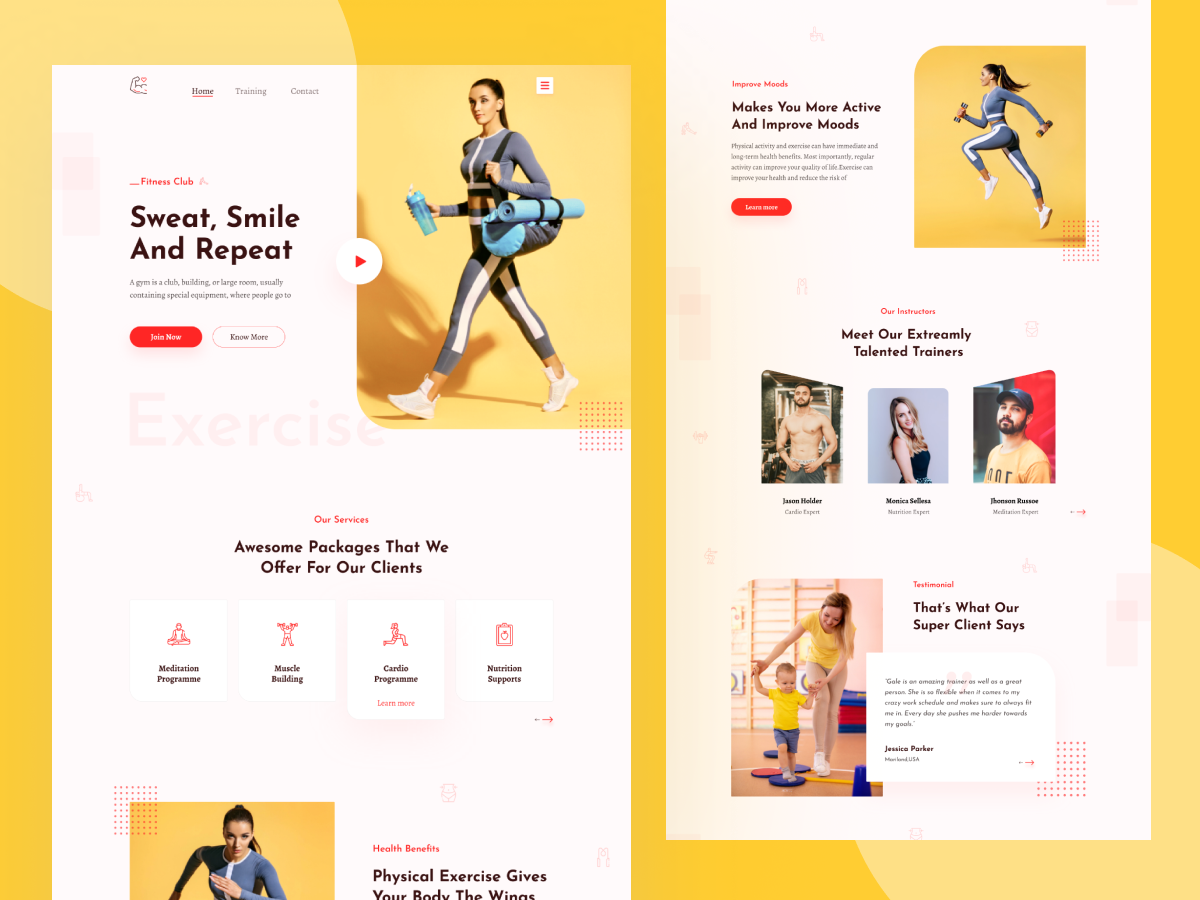 Home
Training
Contact
Fitness Club
Sweat, Smile
And Repeat
A gym is a club, building, or large room, usually
containing special equipment, where people go to
Join Now
Know More
Exercise
Our Services
Awesome Packages That We
Offer For Our Clients
Meditation
Programme
Muscle
Building
Cardio
Programme
Learn more
Nutrition
Supports
Health Benefits
Physical Exercise Gives
Your Body The Wings
Improve Moods
Makes You More Active
And Improve Moods
Physical activity and exercise can have immediate and
long-term health benefits. Most importantly, regular
activity can improve your quality of life.Exercise can
improve your health and reduce the risk of
Learn more
Our Instructors
Meet Our Extreamly
Talented Trainers
Jason Holder
Cardio Expert
Monica Sellesa
Nutrition Expert
Jhonson Russoe
Meditation Expert
Testimonial
That's What Our
Super Client Says
"Gale is an amazing trainer as well as a great
person. She is so flexible when it comes to my
crazy work schedule and makes sure to always fit
me in. Every day she pushes me harder towards
my goals."
Jessica Parker